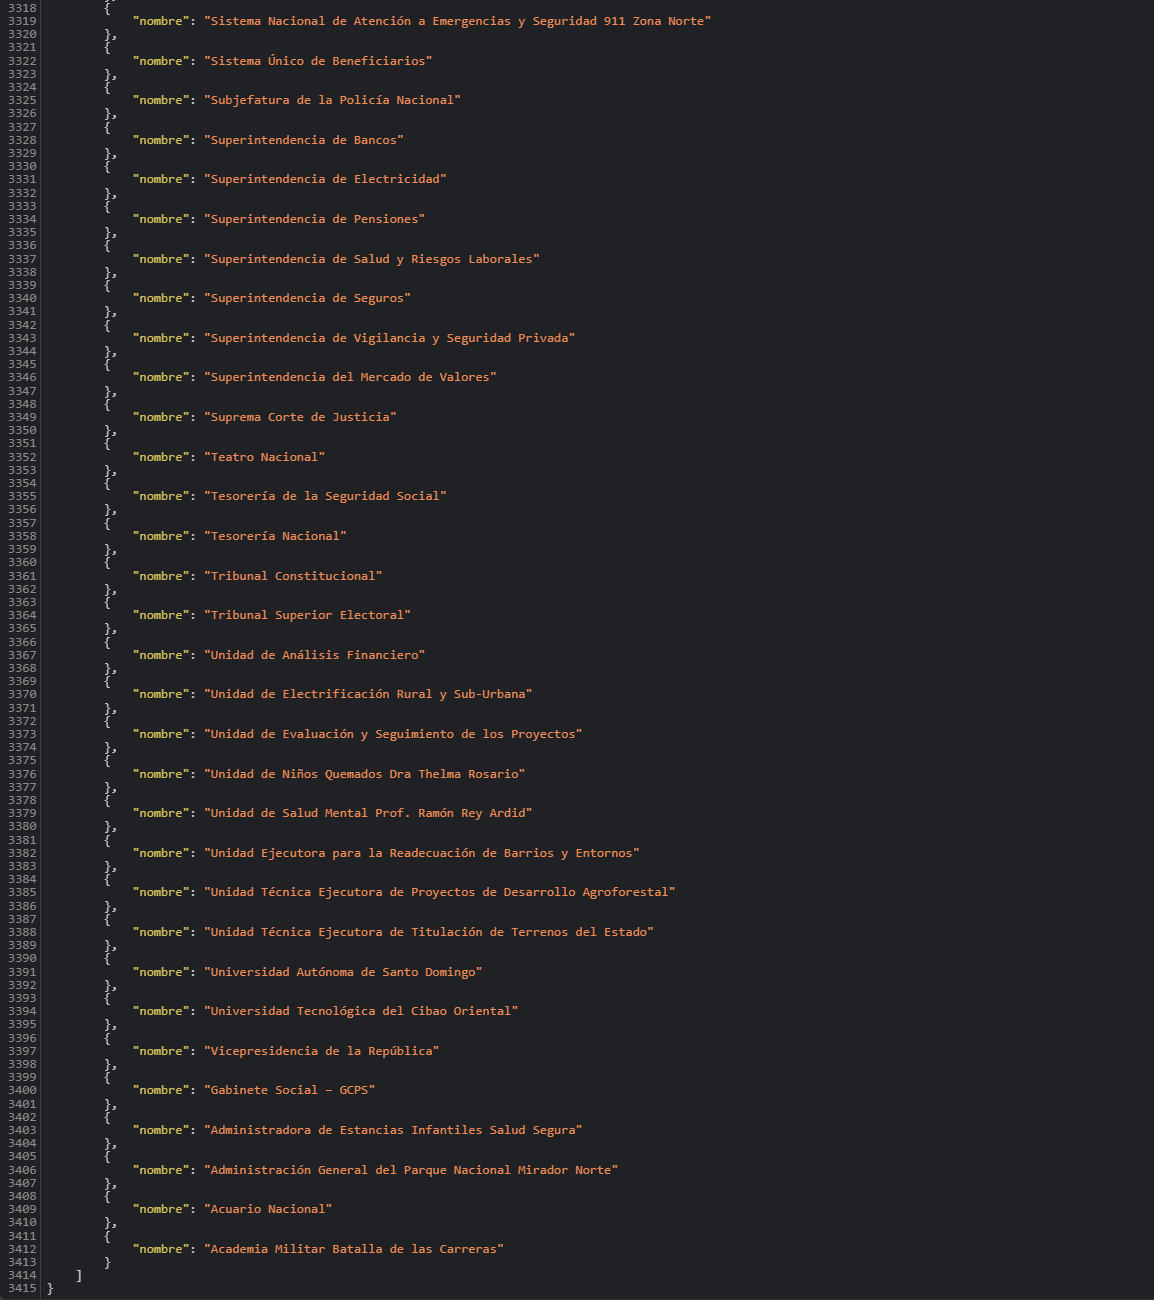 3318         {
3319             "nombre": "Sistema Nacional de Atención a Emergencias y Seguridad 911 Zona Norte"
3320         },
3321         {
3322             "nombre": "Sistema Único de Beneficiarios"
3323         },
3324         {
3325             "nombre": "Subjefatura de la Policía Nacional"
3326         },
3327         {
3328             "nombre": "Superintendencia de Bancos"
3329         },
3330         {
3331             "nombre": "Superintendencia de Electricidad"
3332         },
3333         {
3334             "nombre": "Superintendencia de Pensiones"
3335         },
3336         {
3337             "nombre": "Superintendencia de Salud y Riesgos Laborales"
3338         },
3339         {
3340             "nombre": "Superintendencia de Seguros"
3341         },
3342         {
3343             "nombre": "Superintendencia de Vigilancia y Seguridad Privada"
3344         },
3345         {
3346             "nombre": "Superintendencia del Mercado de Valores"
3347         },
3348         {
3349             "nombre": "Suprema Corte de Justicia"
3350         },
3351         {
3352             "nombre": "Teatro Nacional"
3353         },
3354         {
3355             "nombre": "Tesorería de la Seguridad Social"
3356         },
3357         {
3358             "nombre": "Tesorería Nacional"
3359         },
3360         {
3361             "nombre": "Tribunal Constitucional"
3362         },
3363         {
3364             "nombre": "Tribunal Superior Electoral"
3365         },
3366         {
3367             "nombre": "Unidad de Análisis Financiero"
3368         },
3369         {
3370             "nombre": "Unidad de Electrificación Rural y Sub-Urbana"
3371         },
3372         {
3373             "nombre": "Unidad de Evaluación y Seguimiento de los Proyectos"
3374         },
3375         {
3376             "nombre": "Unidad de Niños Quemados Dra Thelma Rosario"
3377         },
3378         {
3379             "nombre": "Unidad de Salud Mental Prof. Ramón Rey Ardid"
3380         },
3381         {
3382             "nombre": "Unidad Ejecutora para la Readecuación de Barrios y Entornos"
3383         },
3384         {
3385             "nombre": "Unidad Técnica Ejecutora de Proyectos de Desarrollo Agroforestal"
3386         },
3387         {
3388             "nombre": "Unidad Técnica Ejecutora de Titulación de Terrenos del Estado"
3389         },
3390         {
3391             "nombre": "Universidad Autónoma de Santo Domingo"
3392         },
3393         {
3394             "nombre": "Universidad Tecnológica del Cibao Oriental"
3395         },
3396         {
3397             "nombre": "Vicepresidencia de la República"
3398         },
3399         {
3400             "nombre": "Gabinete Social – GCPS"
3401         },
3402         {
3403             "nombre": "Administradora de Estancias Infantiles Salud Segura"
3404         },
3405         {
3406             "nombre": "Administración General del Parque Nacional Mirador Norte"
3407         },
3408         {
3409             "nombre": "Acuario Nacional"
3410         },
3411         {
3412             "nombre": "Academia Militar Batalla de las Carreras"
3413         }
3414     ]
3415 }